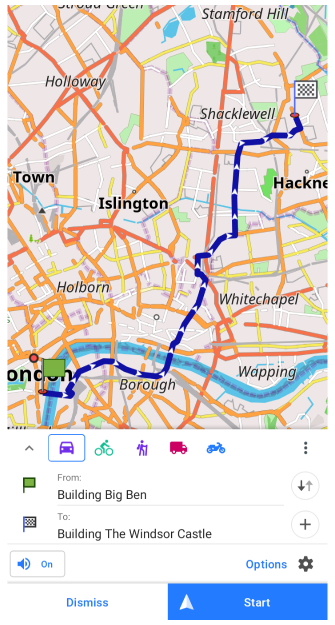 Stroud Green
Stamford Hill
Holloway
Shacklewell
Town
Hackne
Islington
Holborn
Whitechapel
ondon
Wapping
Borough
From:
Building Big Ben
To:
Building The Windsor Castle
On
Options
Dismiss
Start